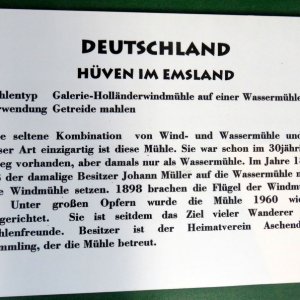 DEUTSCHLAND
HÜVEN IM EMSLAND
hlentyp Galerie-Holländerwindmühle auf einer Wassermühle
rwendung Getreide mahlen
e seltene Kombination von Wind- und Wassermühle und
ser Art einzigartig ist diese Mühle. Sie war schon im 30jähri
eg vorhanden, aber damals nur als Wassermühle. Im Jahre 18
ß der damalige Besitzer Johann Müller auf die Wassermühle n
e Windmühle setzen. 1898 brachen die Flügel der Windmü
Unter großen Opfern wurde die Mühle 1960 wie
gerichtet. Sie ist seitdem das Ziel vieler Wanderer
hlenfreunde. Besitzer ist der Heimatverein Aschend
mmling, der die Mühle betreut.